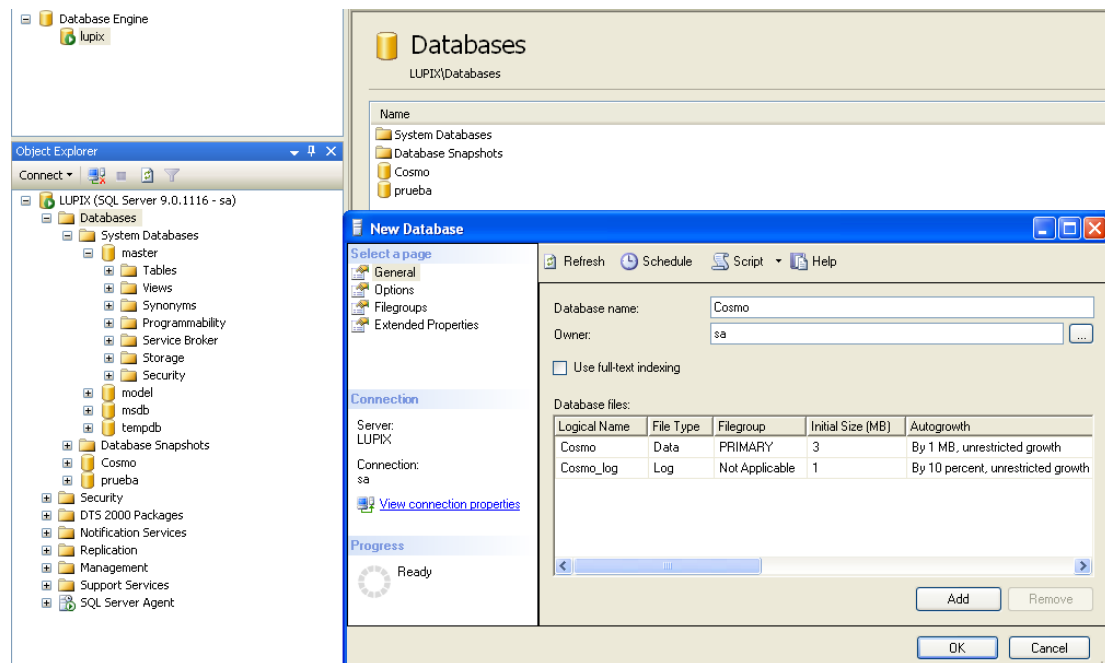 Database Engine
lupix
Databases
LUPIX\Databases
Name
System Databases
Database Snapshots
Cosmo
prueba
Object Explorer
Connect
LUPIX (SQL Server 9.0.1116 - sa)
Databases
System Databases
master
Tables
Views
Synonyms
Programmability
Service Broker
Storage
Security
model
msdb
tempdb
Database Snapshots
Cosmo
prueba
Security
DTS 2000 Packages
Notification Services
Replication
Management
Support Services
SQL Server Agent
New Database
Select a page
General
Options
Filegroups
Extended Properties
Connection
Server:
LUPIX
Connection:
sa
View connection properties
Progress
Ready
Refresh Schedule Script Help
Database name: Cosmo
Owner: sa ...
Use full-text indexing
Database files:
Logical Name File Type Filegroup Initial Size (MB) Autogrowth
Cosmo Data PRIMARY 3 By 1 MB, unrestricted growth
Cosmo_log Log Not Applicable 1 By 10 percent, unrestricted growth
Add Remove
OK Cancel